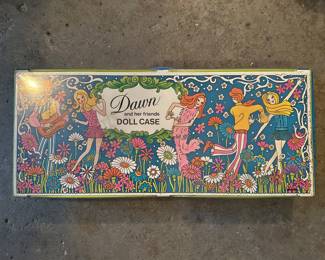 Dawn
and her friends
DOLL CASE